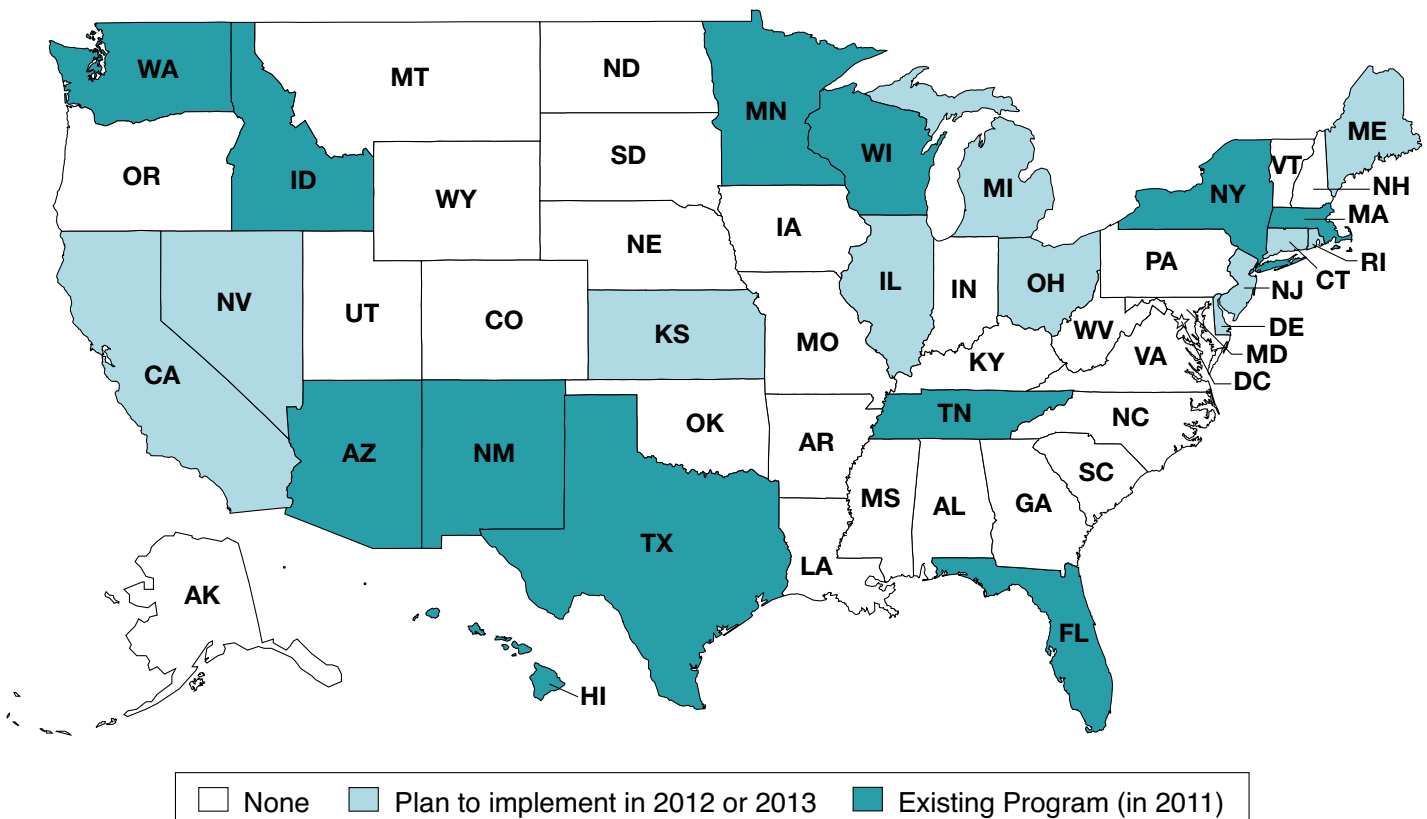 WA
MT
ND
MN
ME
OR
ID
SD
WI
VT
NH
WY
MI
NY
MA
IA
NE
PA
RI
CT
NV
IL
IN
OH
NJ
UT
CO
KS
MO
WV
DE
CA
KY
VA
MD
DC
TN
NC
OK
AR
AZ
NM
SC
MS
AL
GA
TX
LA
AK
FL
HI
None Plan to implement in 2012 or 2013 Existing Program (in 2011)